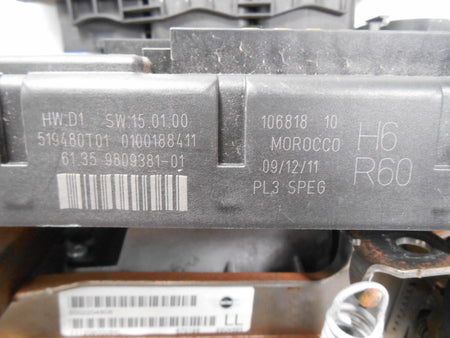 HW.D1 SW.15.01.00
519480T01 0100188411
61.35 9809381-01
106818 10
MOROCCO
09/12/11
PL3 SPEG
H6
R60
LL